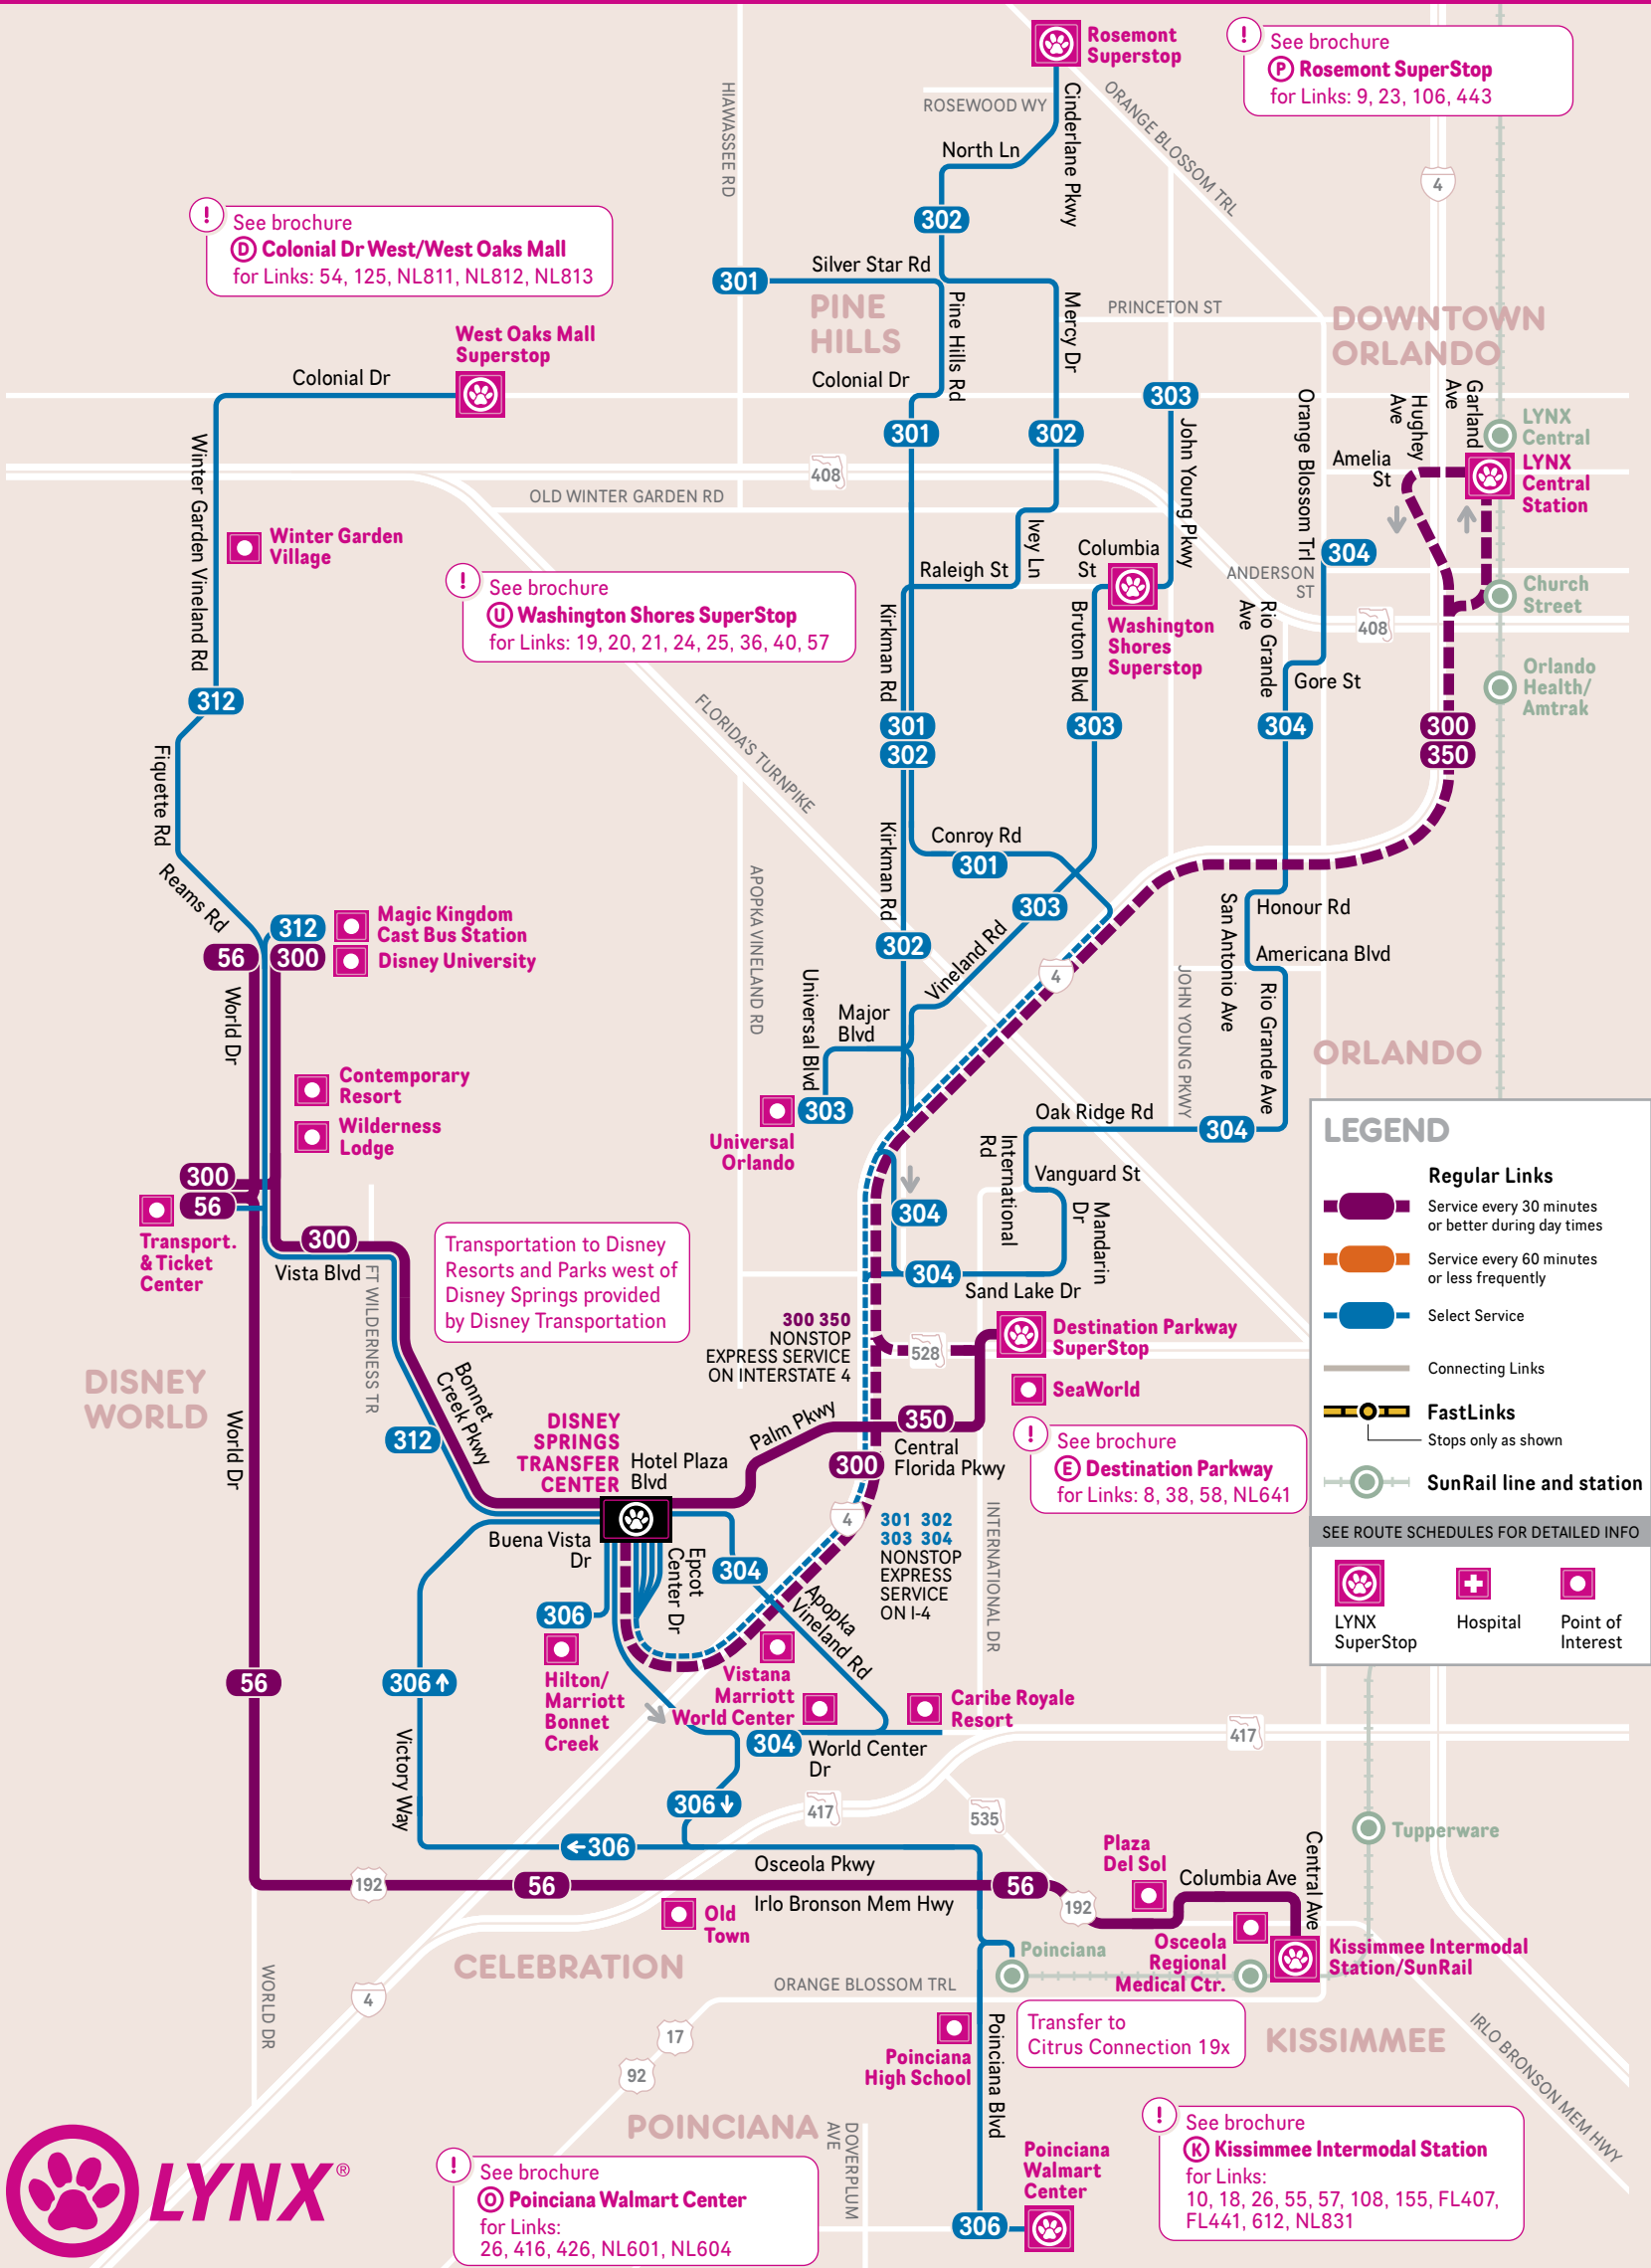 Rosemont
Superstop
!
See brochure
P Rosemont SuperStop
for Links: 9, 23, 106, 443
HIAWASSEE RD
ROSEWOOD WY
Cinderlane Pkwy
ORANGE BLOSSOM TRL
North Ln
4
302
!
See brochure
D Colonial Dr West/West Oaks Mall
for Links: 54, 125, NL811, NL812, NL813
301
Silver Star Rd
PINE
HILLS
Pine Hills Rd
Mercy Dr
PRINCETON ST
DOWNTOWN
ORLANDO
West Oaks Mall
Superstop
Colonial Dr
Colonial Dr
303
Orange Blossom Trl
Hughey
Ave
Garland
Ave
LYNX
Central
301
302
John Young Pkwy
Winter Garden Vineland Rd
408
Amelia
St
LYNX
Central
Station
OLD WINTER GARDEN RD
Winter Garden
Village
Ivey Ln
Columbia
St
304
Raleigh St
ANDERSON
ST
Church
Street
!
See brochure
U Washington Shores SuperStop
for Links: 19, 20, 21, 24, 25, 36, 40, 57
Kirkman Rd
Bruton Blvd
Washington
Shores
Superstop
Rio Grande
Ave
408
Gore St
Orlando
Health/
Amtrak
312
FLORIDA'S TURNPIKE
301
302
303
304
300
350
Fiquette Rd
Kirkman Rd
Conroy Rd
301
Reams Rd
APOPKA VINELAND RD
303
San Antonio Ave
Honour Rd
312
Magic Kingdom
Cast Bus Station
56
300
Disney University
302
Vineland Rd
Americana Blvd
4
World Dr
Universal Blvd
Major
Blvd
JOHN YOUNG PKWY
Rio Grande Ave
ORLANDO
Contemporary
Resort
Wilderness
Lodge
303
Universal
Orlando
Oak Ridge Rd
304
International
Rd
Vanguard St
300
56
Transport.
& Ticket
Center
304
Mandarin
Dr
300
Vista Blvd
FT WILDERNESS TR
Transportation to Disney
Resorts and Parks west of
Disney Springs provided
by Disney Transportation
304
Sand Lake Dr
LEGEND
Regular Links
Service every 30 minutes
or better during day times
Service every 60 minutes
or less frequently
Select Service
Connecting Links
FastLinks
Stops only as shown
SunRail line and station
SEE ROUTE SCHEDULES FOR DETAILED INFO
LYNX
SuperStop
Hospital
Point of
Interest
300 350
NONSTOP
EXPRESS SERVICE
ON INTERSTATE 4
528
Destination Parkway
SuperStop
SeaWorld
DISNEY
WORLD
World Dr
Bonnet
Creek Pkwy
312
DISNEY
SPRINGS
TRANSFER
CENTER
Hotel Plaza
Blvd
Palm Pkwy
350
Central
Florida Pkwy
300
!
See brochure
E Destination Parkway
for Links: 8, 38, 58, NL641
INTERNATIONAL DR
4
301 302
303 304
NONSTOP
EXPRESS
SERVICE
ON I-4
Buena Vista
Dr
Epcot
Center Dr
304
Apopka
Vineland Rd
306
Hilton/
Marriott
Bonnet
Creek
Vistana
Marriott
World Center
Caribe Royale
Resort
56
306↑
304
World Center
Dr
417
Victory Way
306↓
417
535
←306
Osceola Pkwy
Tupperware
192
56
Irlo Bronson Mem Hwy
56
192
Plaza
Del Sol
Columbia Ave
Central Ave
Old
Town
CELEBRATION
Poinciana
Osceola
Regional
Medical Ctr.
Kissimmee Intermodal
Station/SunRail
WORLD DR
4
ORANGE BLOSSOM TRL
17
92
Poinciana
High School
Poinciana Blvd
Transfer to
Citrus Connection 19x
KISSIMMEE
IRLO BRONSON MEM HWY
POINCIANA
DOVERPLUM
AVE
!
See brochure
O Poinciana Walmart Center
for Links:
26, 416, 426, NL601, NL604
Poinciana
Walmart
Center
306
!
See brochure
K Kissimmee Intermodal Station
for Links:
10, 18, 26, 55, 57, 108, 155, FL407,
FL441, 612, NL831
LYNX®